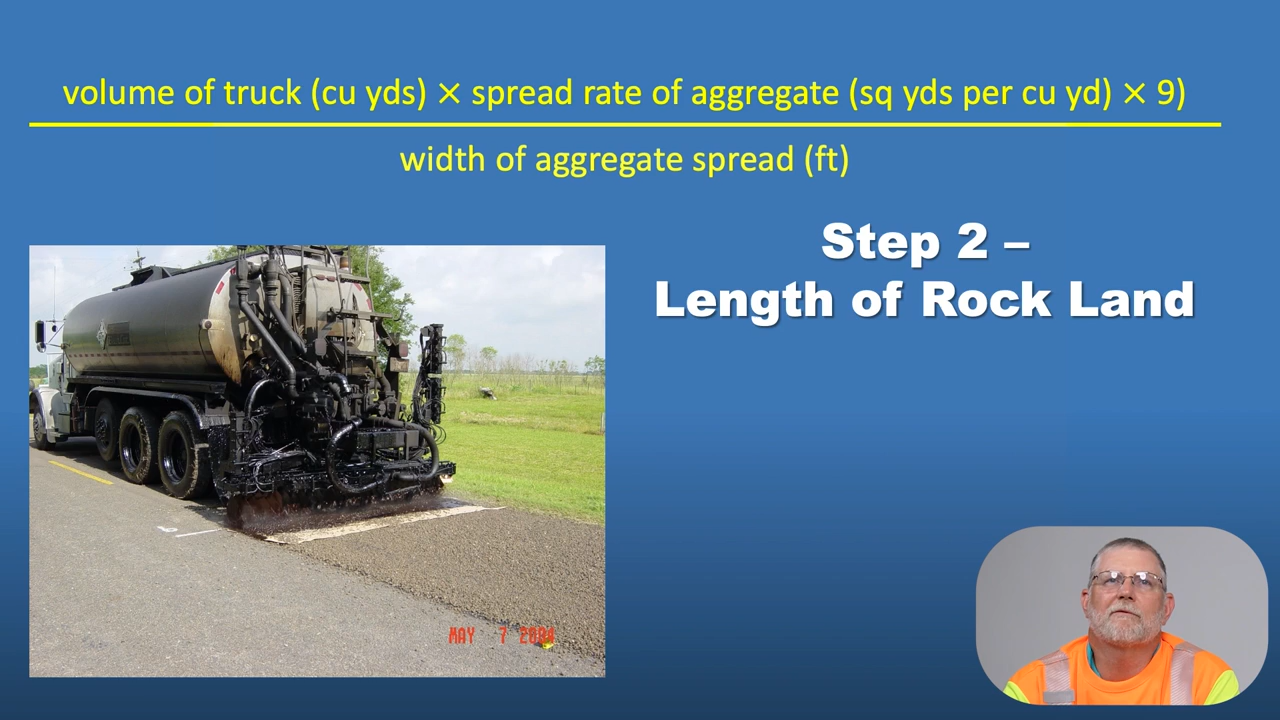 volume of truck (cu yds) × spread rate of aggregate (sq yds per cu yd) × 9)
width of aggregate spread (ft)
Step 2 –
Length of Rock Land
MAY 7 2004